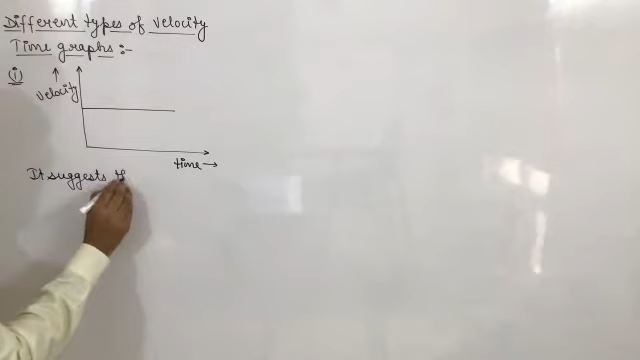 Different types of velocity
Time graphs :-
(i)
velocity
time →
It suggests